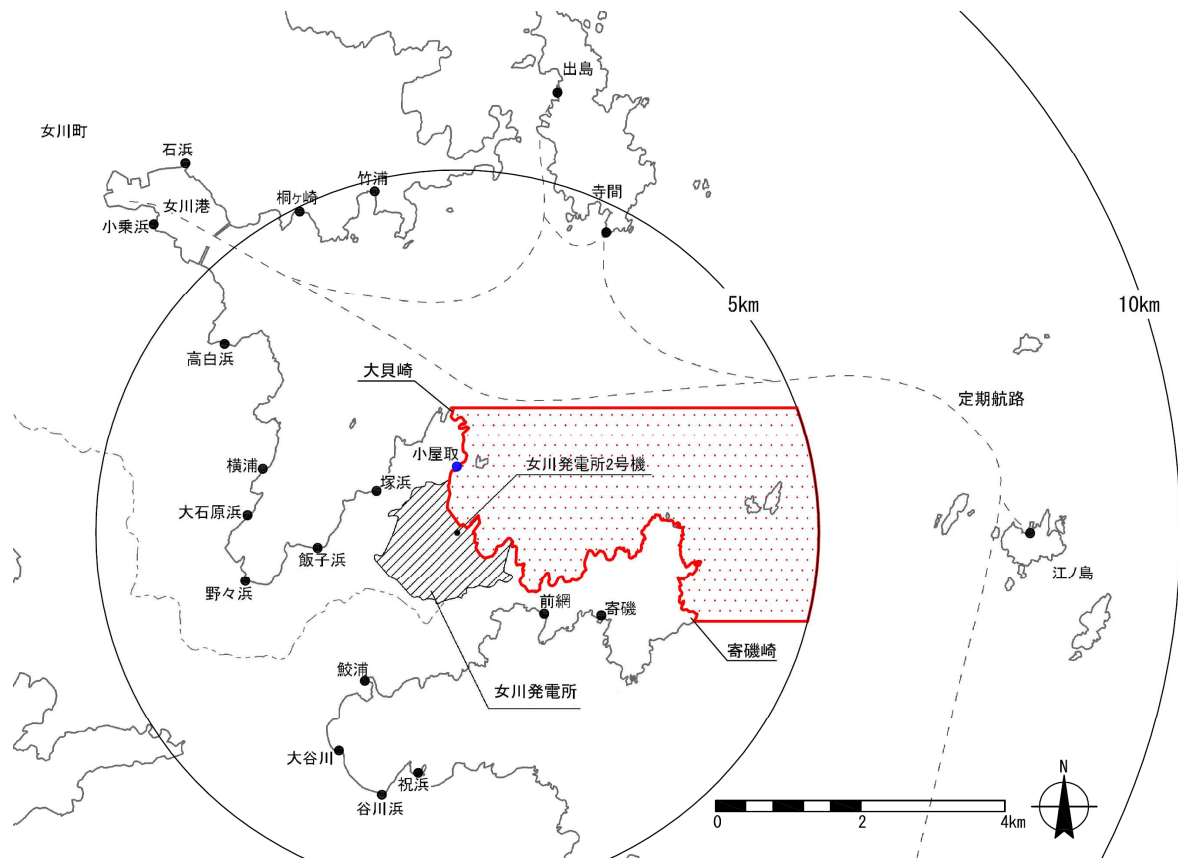 出島
女川町
石浜
竹浦
寺間
桐ヶ崎
女川港
小乗浜
5km
10km
高白浜
大貝崎
定期航路
小屋取
女川発電所2号機
横浦
塚浜
大石原浜
飯子浜
江ノ島
野々浜
前網
寄磯
寄磯崎
鮫浦
女川発電所
大谷川
祝浜
谷川浜
N
0 2 4km